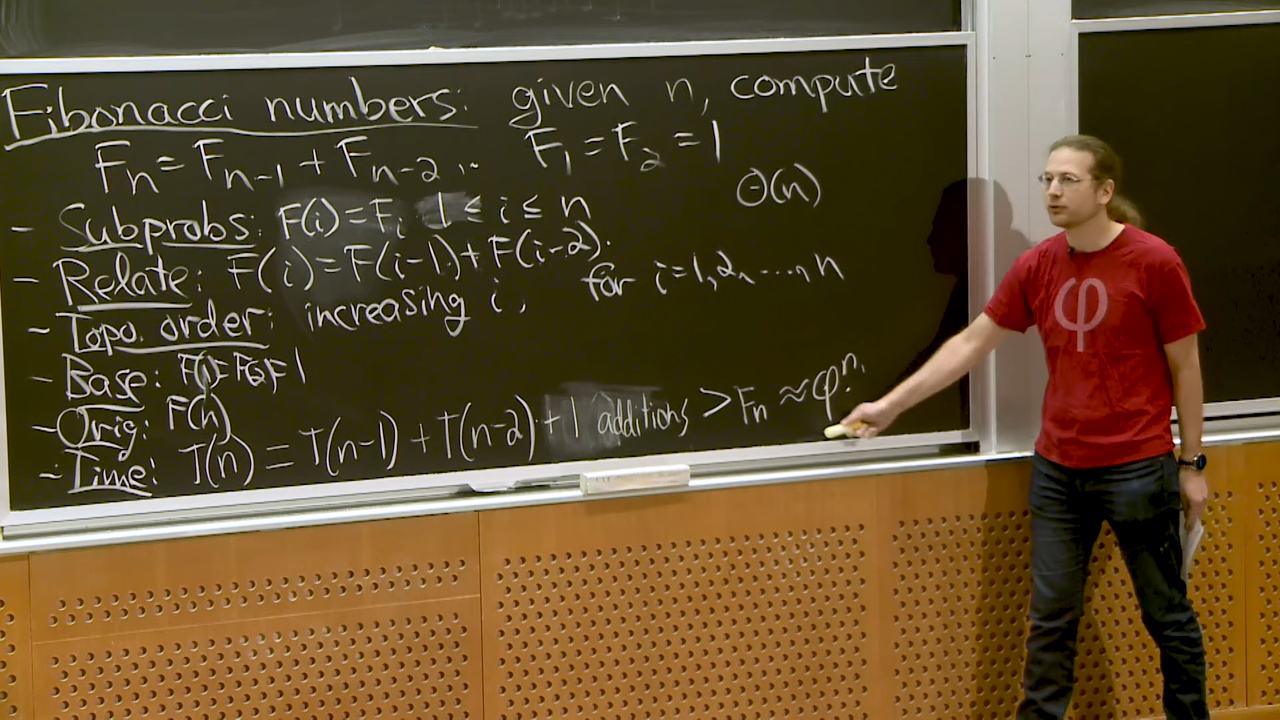 Fibonacci numbers: given n, compute
Fn = Fn-1 + Fn-2 .. F1 = F2 = 1
Θ(n)
- Subprobs: F(i) = Fi 1 ≤ i ≤ n
- Relate: F(i) = F(i-1) + F(i-2).
- Topo. order: increasing i, for i=1,2,...,n
- Base: F(1)=F(2)=1
- Orig: F(n)
- Time: T(n) = T(n-1) + T(n-2) + 1 additions > Fn ≈ φ^n.
φ